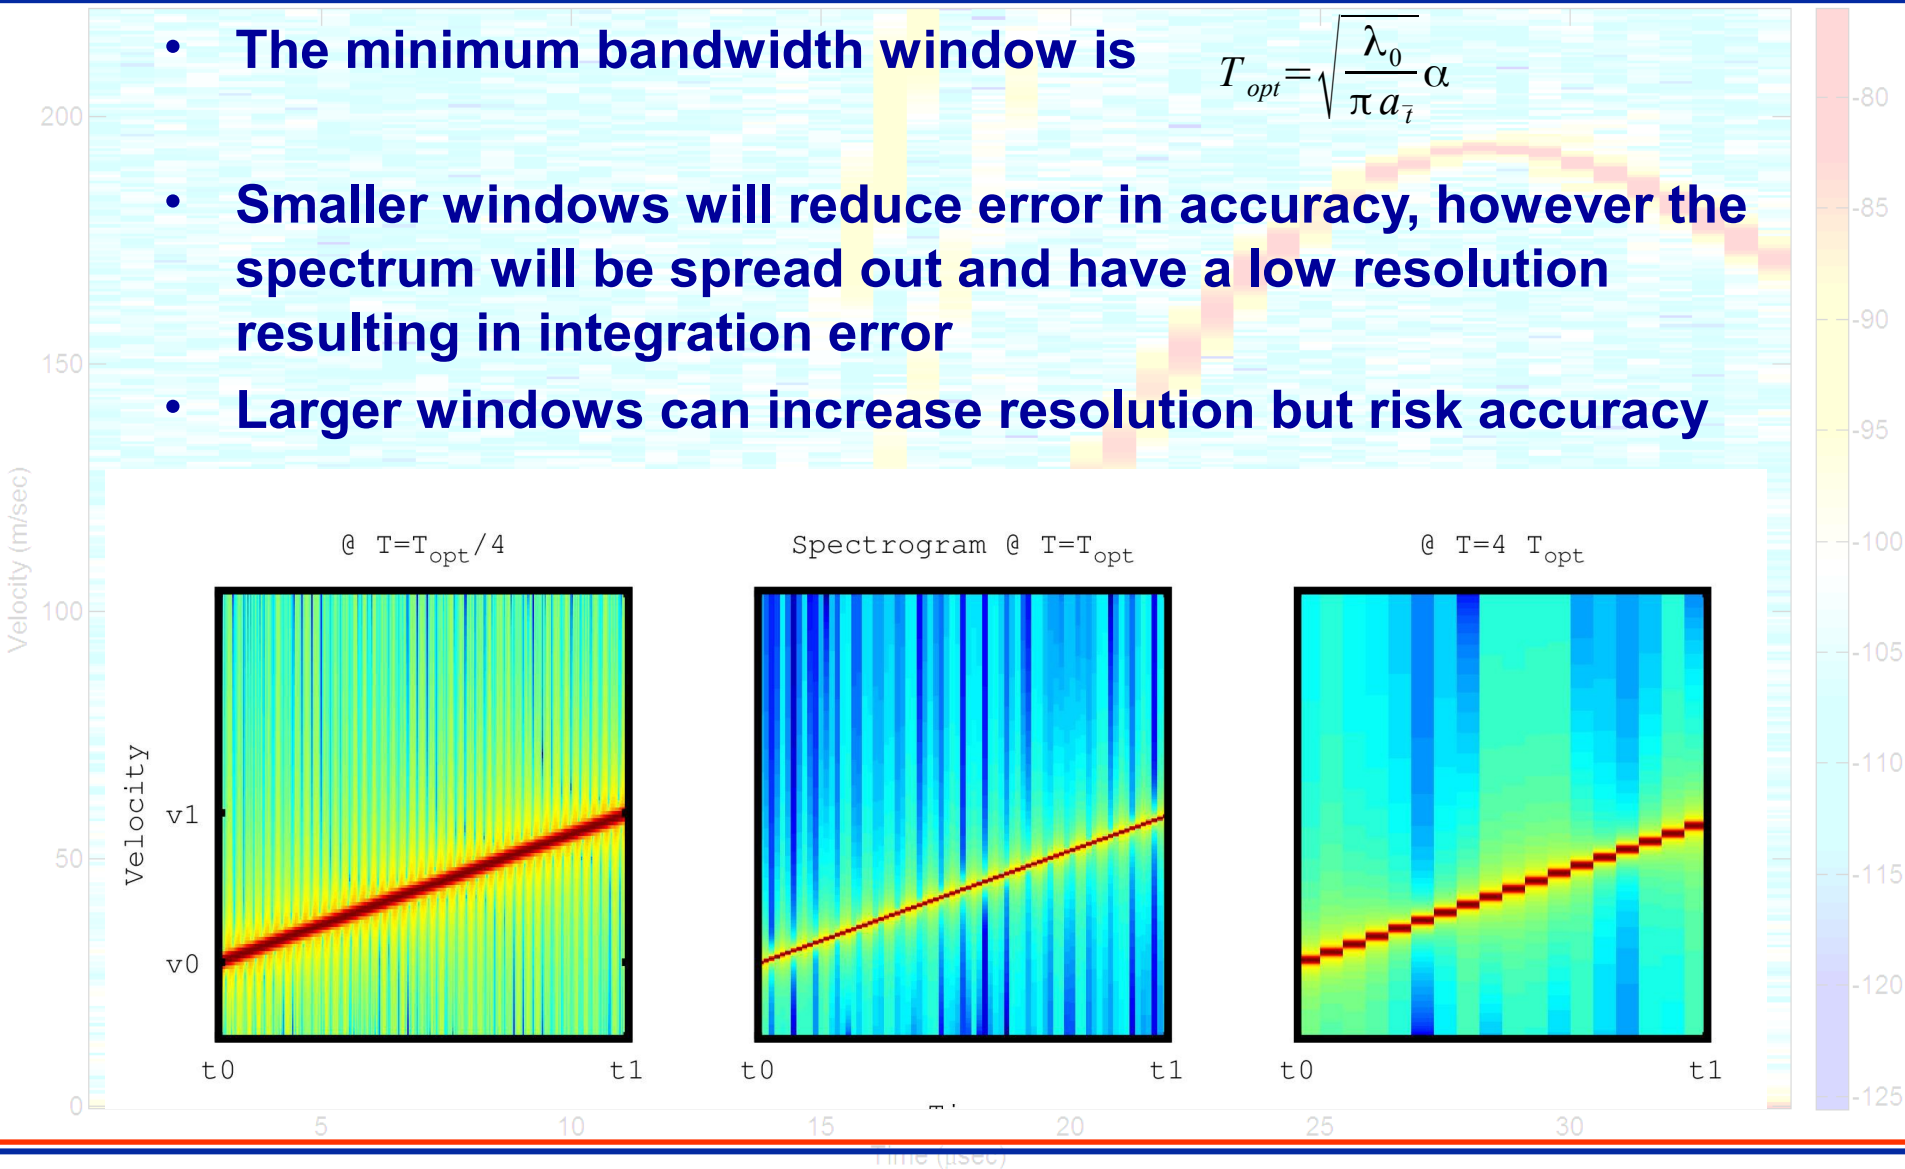 • The minimum bandwidth window is T_opt = √(λ₀ / (π a_t̄)) α
• Smaller windows will reduce error in accuracy, however the
spectrum will be spread out and have a low resolution
resulting in integration error
• Larger windows can increase resolution but risk accuracy
@ T=T_opt/4
Spectrogram @ T=T_opt
@ T=4 T_opt
Velocity
v1
v0
t0 t1
t0 t1
t0 t1
Velocity (m/sec)
200
150
100
50
0
5 10 15 20 25 30
Time (μsec)
-80
-85
-90
-95
-100
-105
-110
-115
-120
-125